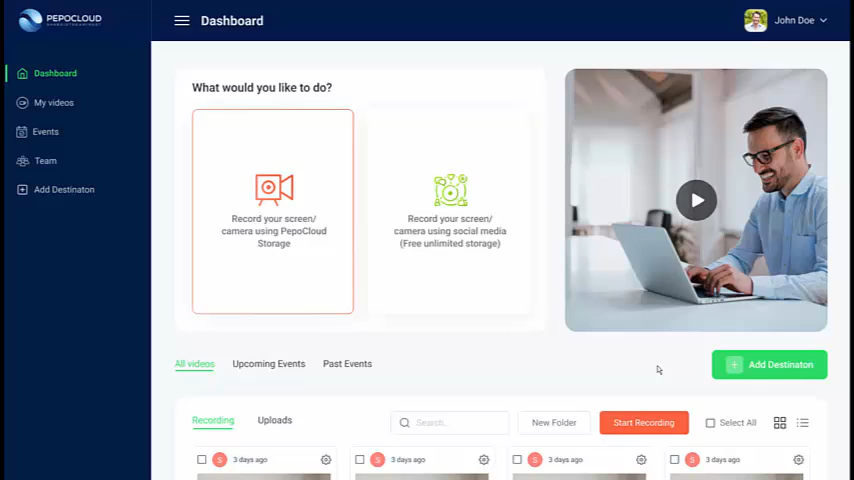 PEPOCLOUD
Dashboard
John Doe
Dashboard
My videos
Events
Team
Add Destinaton
What would you like to do?
Record your screen/
camera using PepoCloud
Storage
Record your screen/
camera using social media
(Free unlimited storage)
All videos
Upcoming Events
Past Events
Add Destinaton
Recording
Uploads
Search...
New Folder
Start Recording
Select All
S
3 days ago
S
3 days ago
S
3 days ago
S
3 days ago